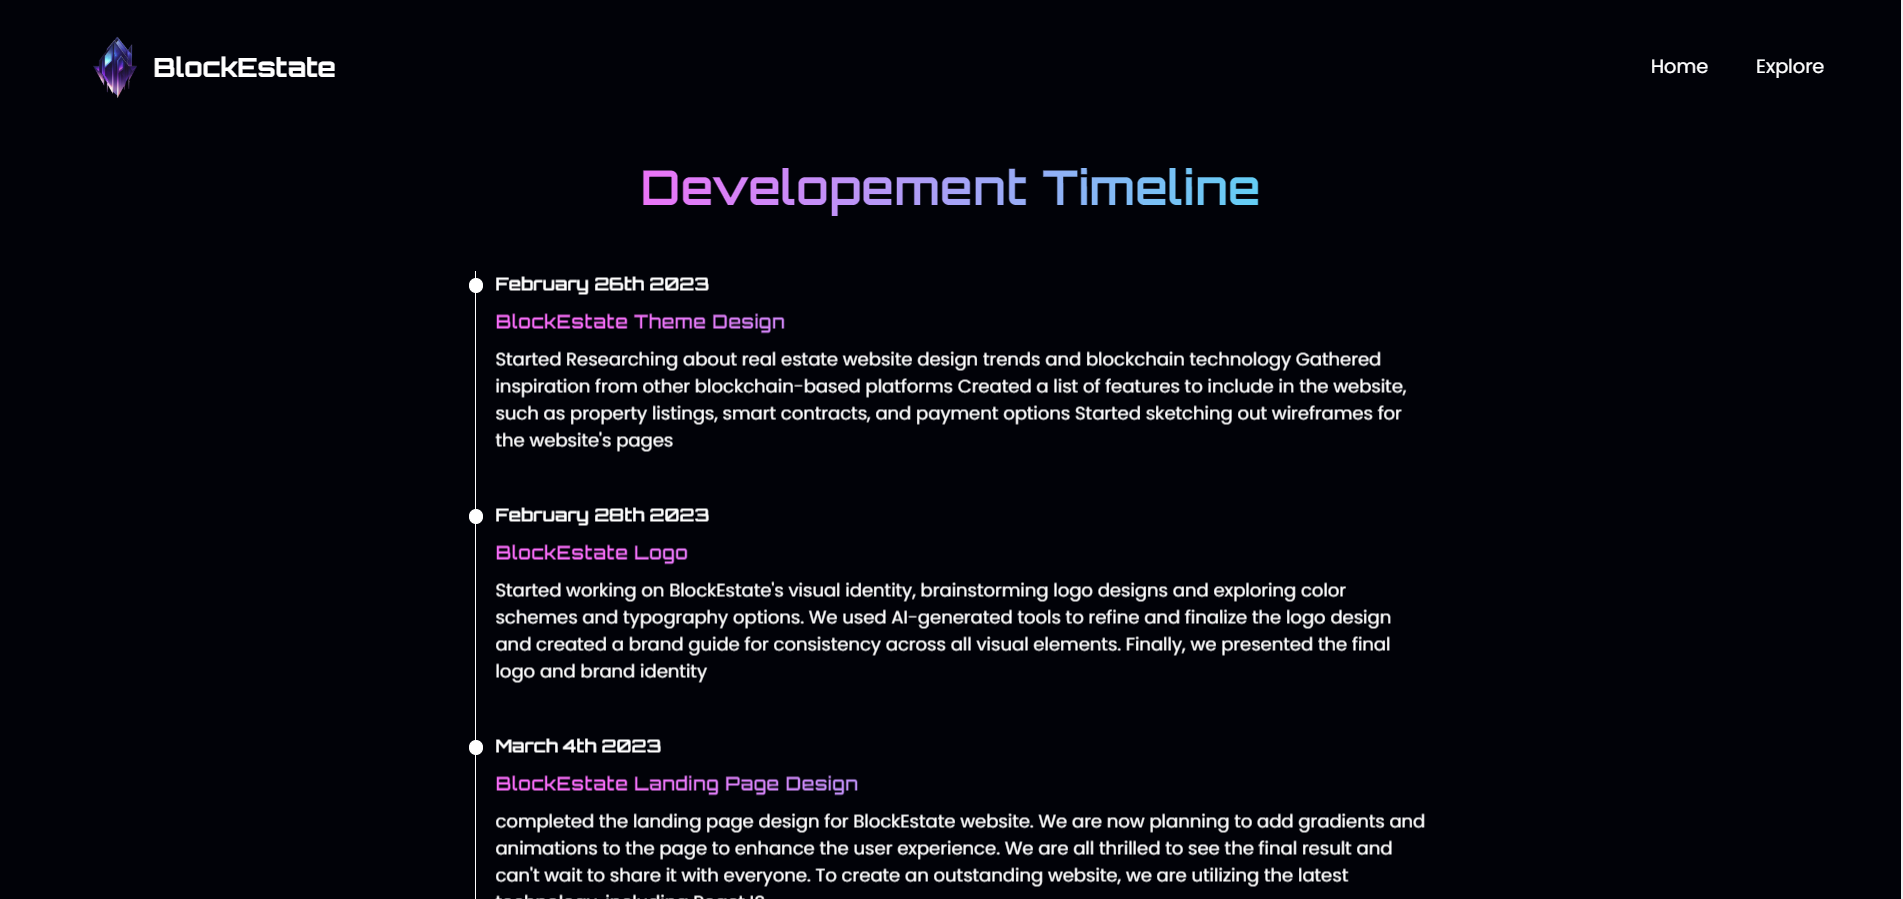 BlockEstate
Home
Explore
Developement Timeline
February 26th 2023
BlockEstate Theme Design
Started Researching about real estate website design trends and blockchain technology Gathered
inspiration from other blockchain-based platforms Created a list of features to include in the website,
such as property listings, smart contracts, and payment options Started sketching out wireframes for
the website's pages
February 28th 2023
BlockEstate Logo
Started working on BlockEstate's visual identity, brainstorming logo designs and exploring color
schemes and typography options. We used AI-generated tools to refine and finalize the logo design
and created a brand guide for consistency across all visual elements. Finally, we presented the final
logo and brand identity
March 4th 2023
BlockEstate Landing Page Design
completed the landing page design for BlockEstate website. We are now planning to add gradients and
animations to the page to enhance the user experience. We are all thrilled to see the final result and
can't wait to share it with everyone. To create an outstanding website, we are utilizing the latest
technology, including React JS